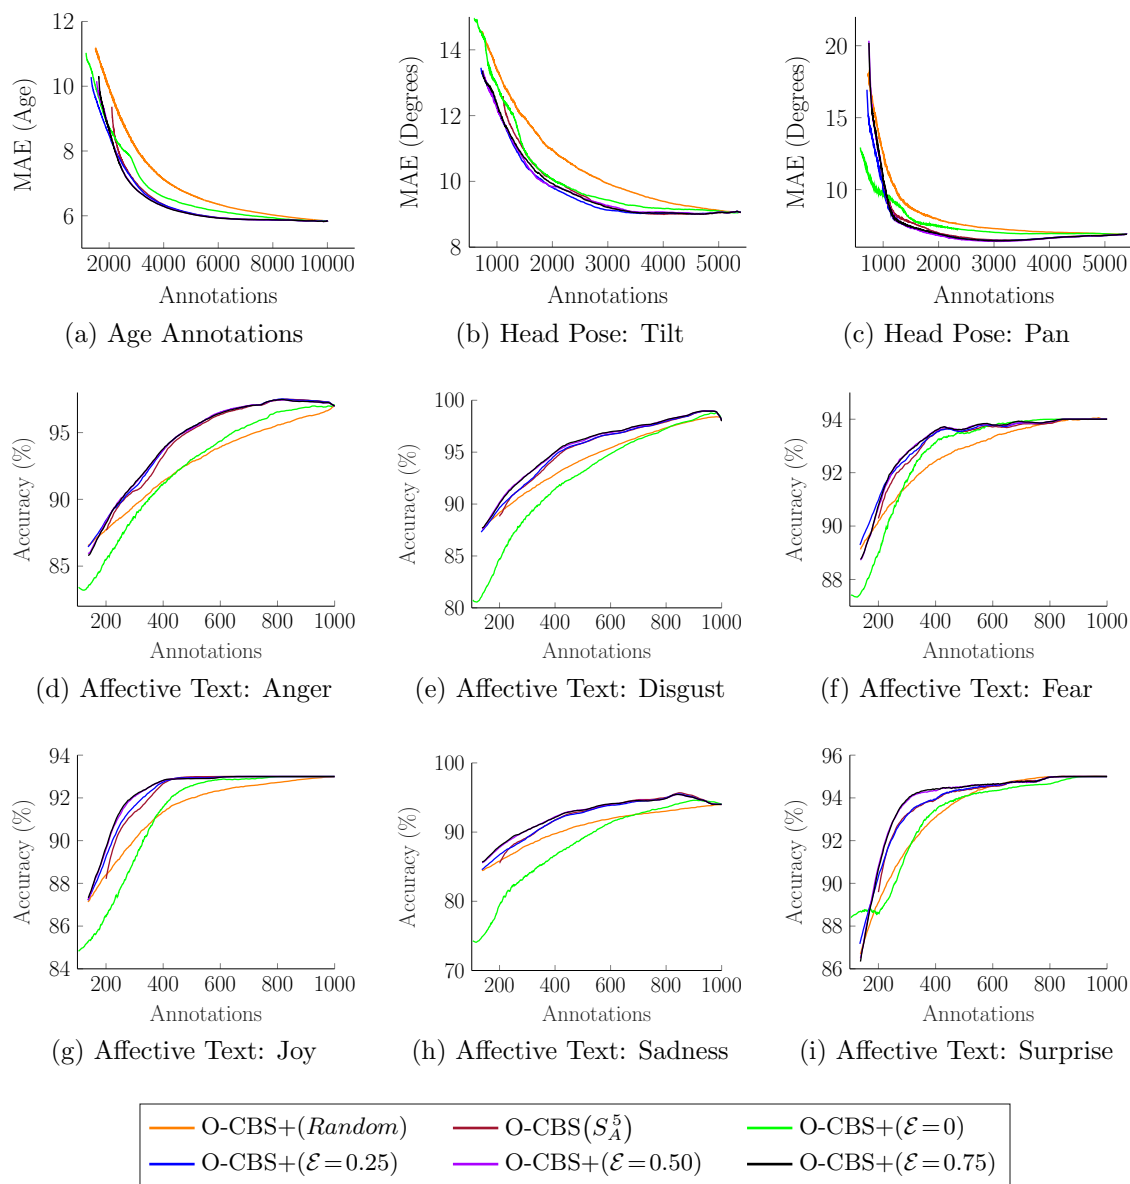 12
10
8
6
MAE (Age)
2000 4000 6000 8000 10000
Annotations
(a) Age Annotations
14
12
10
8
MAE (Degrees)
1000 2000 3000 4000 5000
Annotations
(b) Head Pose: Tilt
20
15
10
MAE (Degrees)
1000 2000 3000 4000 5000
Annotations
(c) Head Pose: Pan
95
90
85
Accuracy (%)
200 400 600 800 1000
Annotations
(d) Affective Text: Anger
100
95
90
85
80
Accuracy (%)
200 400 600 800 1000
Annotations
(e) Affective Text: Disgust
94
92
90
88
Accuracy (%)
200 400 600 800 1000
Annotations
(f) Affective Text: Fear
94
92
90
88
86
84
Accuracy (%)
200 400 600 800 1000
Annotations
(g) Affective Text: Joy
100
90
80
70
Accuracy (%)
200 400 600 800 1000
Annotations
(h) Affective Text: Sadness
96
94
92
90
88
86
Accuracy (%)
200 400 600 800 1000
Annotations
(i) Affective Text: Surprise
O-CBS+(Random) O-CBS(S_A^5) O-CBS+(ℰ=0)
O-CBS+(ℰ=0.25) O-CBS+(ℰ=0.50) O-CBS+(ℰ=0.75)